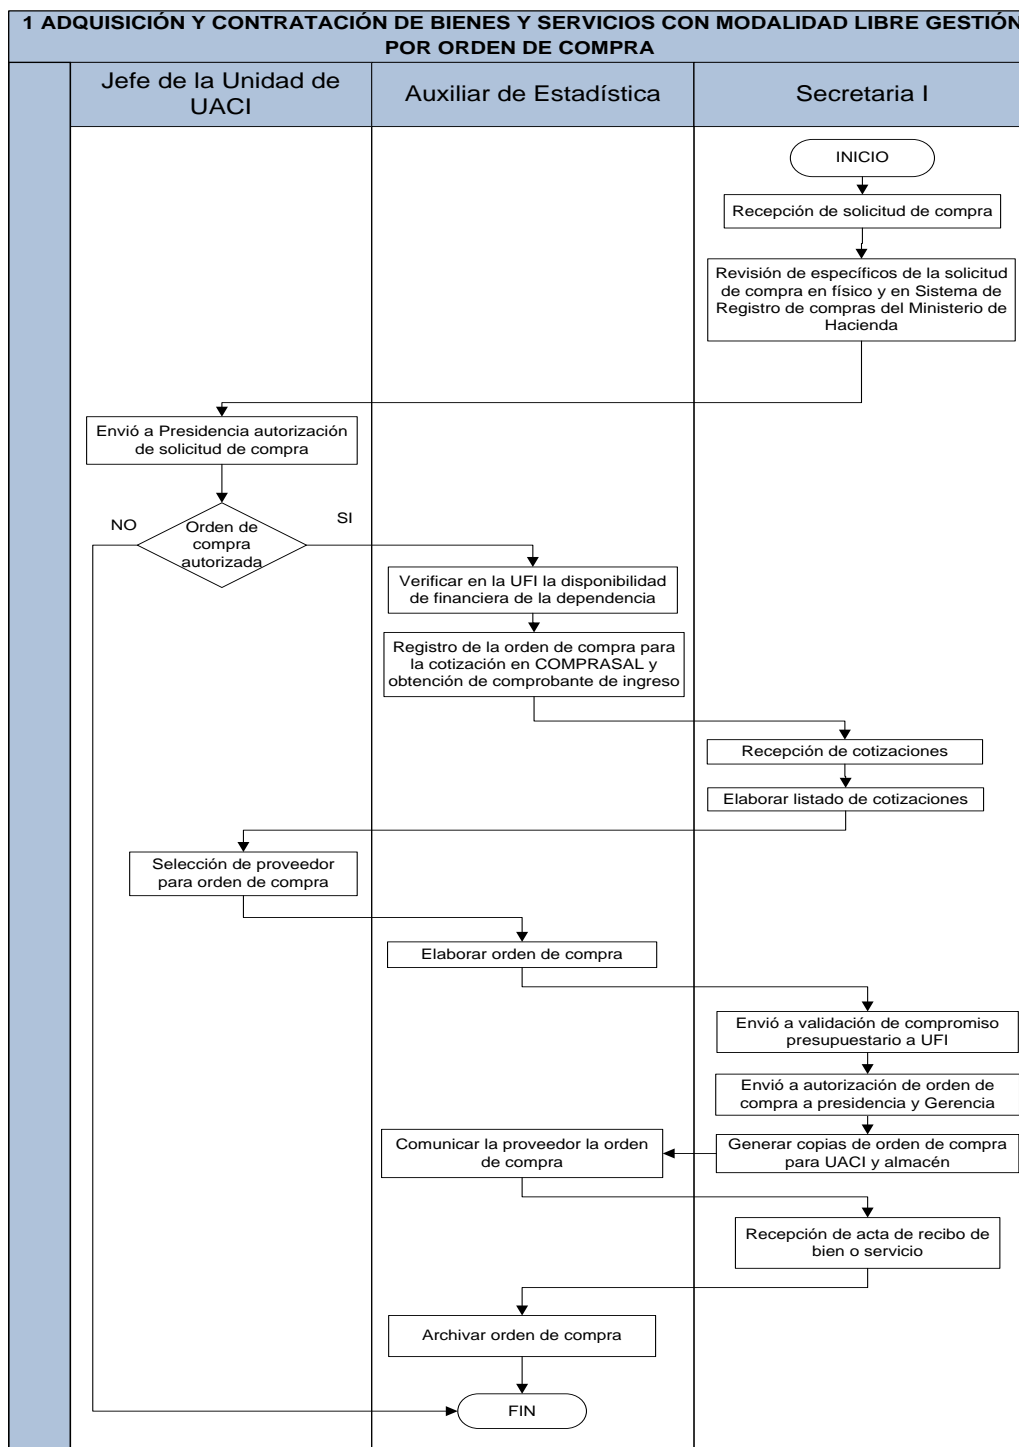 1 ADQUISICIÓN Y CONTRATACIÓN DE BIENES Y SERVICIOS CON MODALIDAD LIBRE GESTIÓN
POR ORDEN DE COMPRA
Jefe de la Unidad de
UACI
Auxiliar de Estadística
Secretaria I
INICIO
Recepción de solicitud de compra
Revisión de específicos de la solicitud
de compra en físico y en Sistema de
Registro de compras del Ministerio de
Hacienda
Envió a Presidencia autorización
de solicitud de compra
NO
Orden de
compra
autorizada
SI
Verificar en la UFI la disponibilidad
de financiera de la dependencia
Registro de la orden de compra para
la cotización en COMPRASAL y
obtención de comprobante de ingreso
Recepción de cotizaciones
Elaborar listado de cotizaciones
Selección de proveedor
para orden de compra
Elaborar orden de compra
Envió a validación de compromiso
presupuestario a UFI
Envió a autorización de orden de
compra a presidencia y Gerencia
Generar copias de orden de compra
para UACI y almacén
Comunicar la proveedor la orden
de compra
Recepción de acta de recibo de
bien o servicio
Archivar orden de compra
FIN